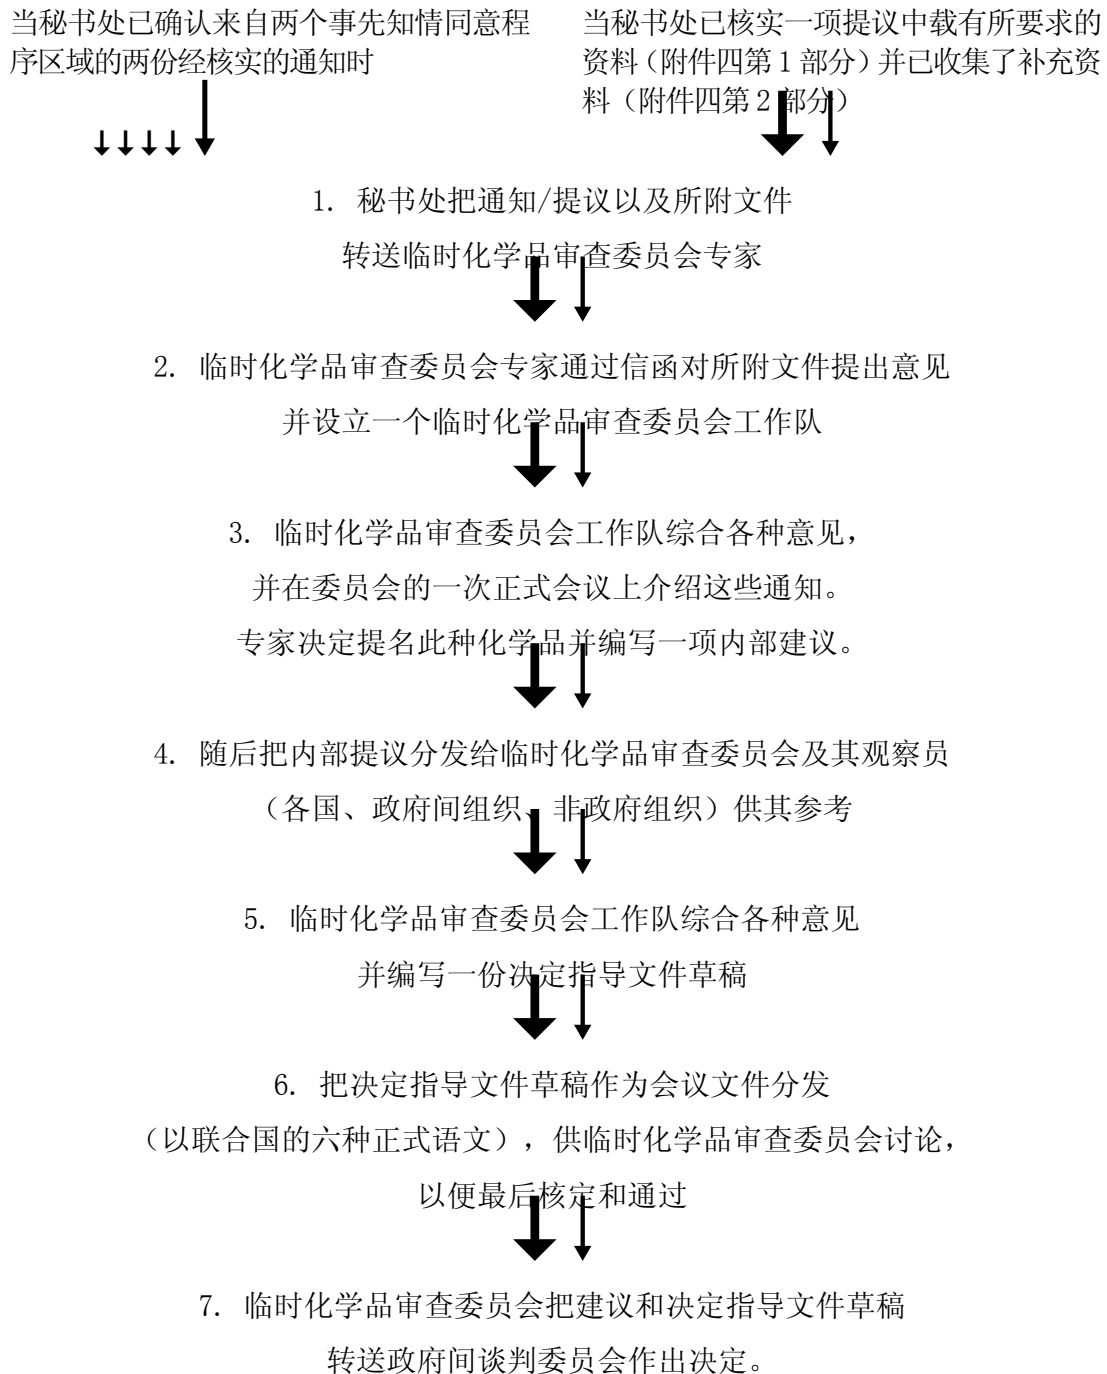 当秘书处已确认来自两个事先知情同意程
序区域的两份经核实的通知时
当秘书处已核实一项提议中载有所要求的
资料（附件四第 1 部分）并已收集了补充资
料（附件四第 2 部分）
1. 秘书处把通知/提议以及所附文件
转送临时化学品审查委员会专家
2. 临时化学品审查委员会专家通过信函对所附文件提出意见
并设立一个临时化学品审查委员会工作队
3. 临时化学品审查委员会工作队综合各种意见，
并在委员会的一次正式会议上介绍这些通知。
专家决定提名此种化学品并编写一项内部建议。
4. 随后把内部提议分发给临时化学品审查委员会及其观察员
（各国、政府间组织、非政府组织）供其参考
5. 临时化学品审查委员会工作队综合各种意见
并编写一份决定指导文件草稿
6. 把决定指导文件草稿作为会议文件分发
（以联合国的六种正式语文），供临时化学品审查委员会讨论，
以便最后核定和通过
7. 临时化学品审查委员会把建议和决定指导文件草稿
转送政府间谈判委员会作出决定。